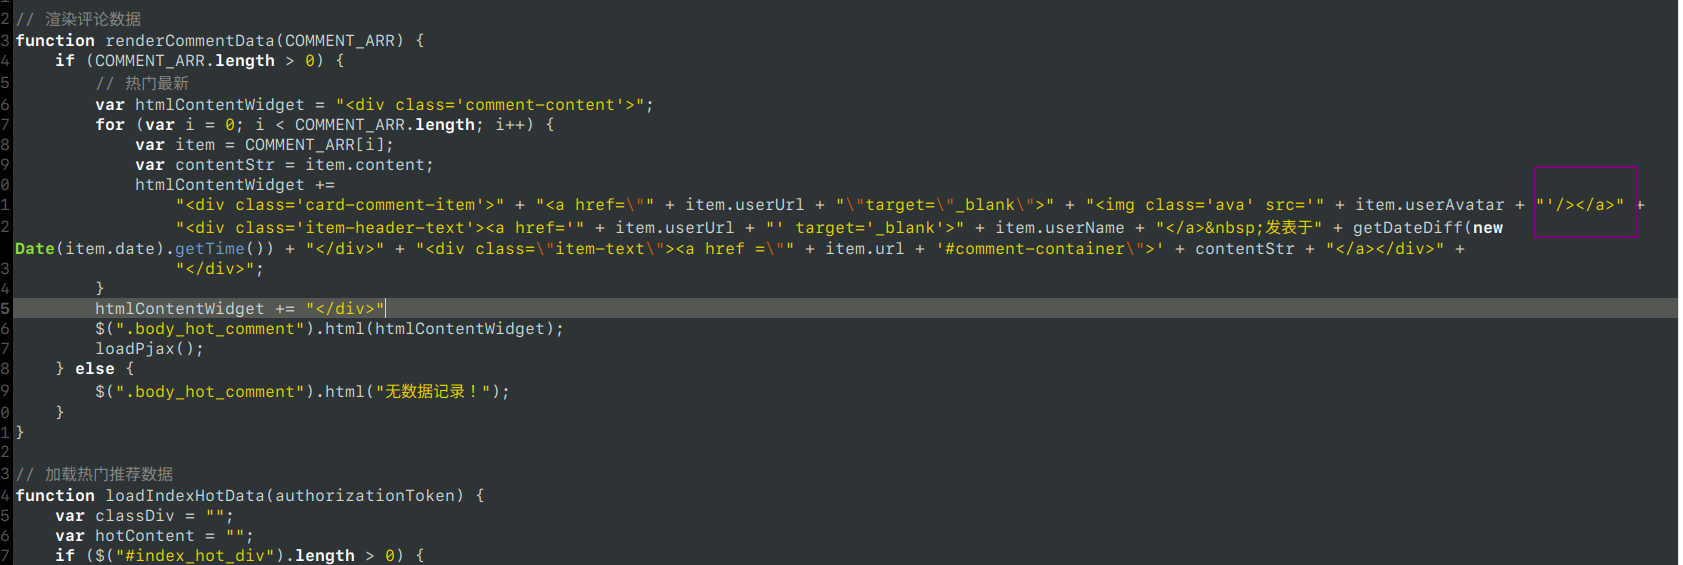 2 // 渲染评论数据
3 function renderCommentData(COMMENT_ARR) {
4     if (COMMENT_ARR.length > 0) {
5         // 热门最新
6         var htmlContentWidget = "<div class='comment-content'>";
7         for (var i = 0; i < COMMENT_ARR.length; i++) {
8             var item = COMMENT_ARR[i];
9             var contentStr = item.content;
0             htmlContentWidget +=
1                 "<div class='card-comment-item'>" + "<a href=\"" + item.userUrl + "\"target=\"_blank\">" + "<img class='ava' src='" + item.userAvatar + "'/></a>" +
2                 "<div class='item-header-text'><a href='" + item.userUrl + "' target='_blank'>" + item.userName + "</a>&nbsp;发表于" + getDateDiff(new
Date(item.date).getTime()) + "</div>" + "<div class=\"item-text\"><a href =\"" + item.url + '#comment-container\">' + contentStr + "</a></div>" +
3                 "</div>";
4         }
5         htmlContentWidget += "</div>"
6         $(".body_hot_comment").html(htmlContentWidget);
7         loadPjax();
8     } else {
9         $(".body_hot_comment").html("无数据记录！");
0     }
1 }
2
3 // 加载热门推荐数据
4 function loadIndexHotData(authorizationToken) {
5     var classDiv = "";
6     var hotContent = "";
7     if ($("#index_hot_div").length > 0) {